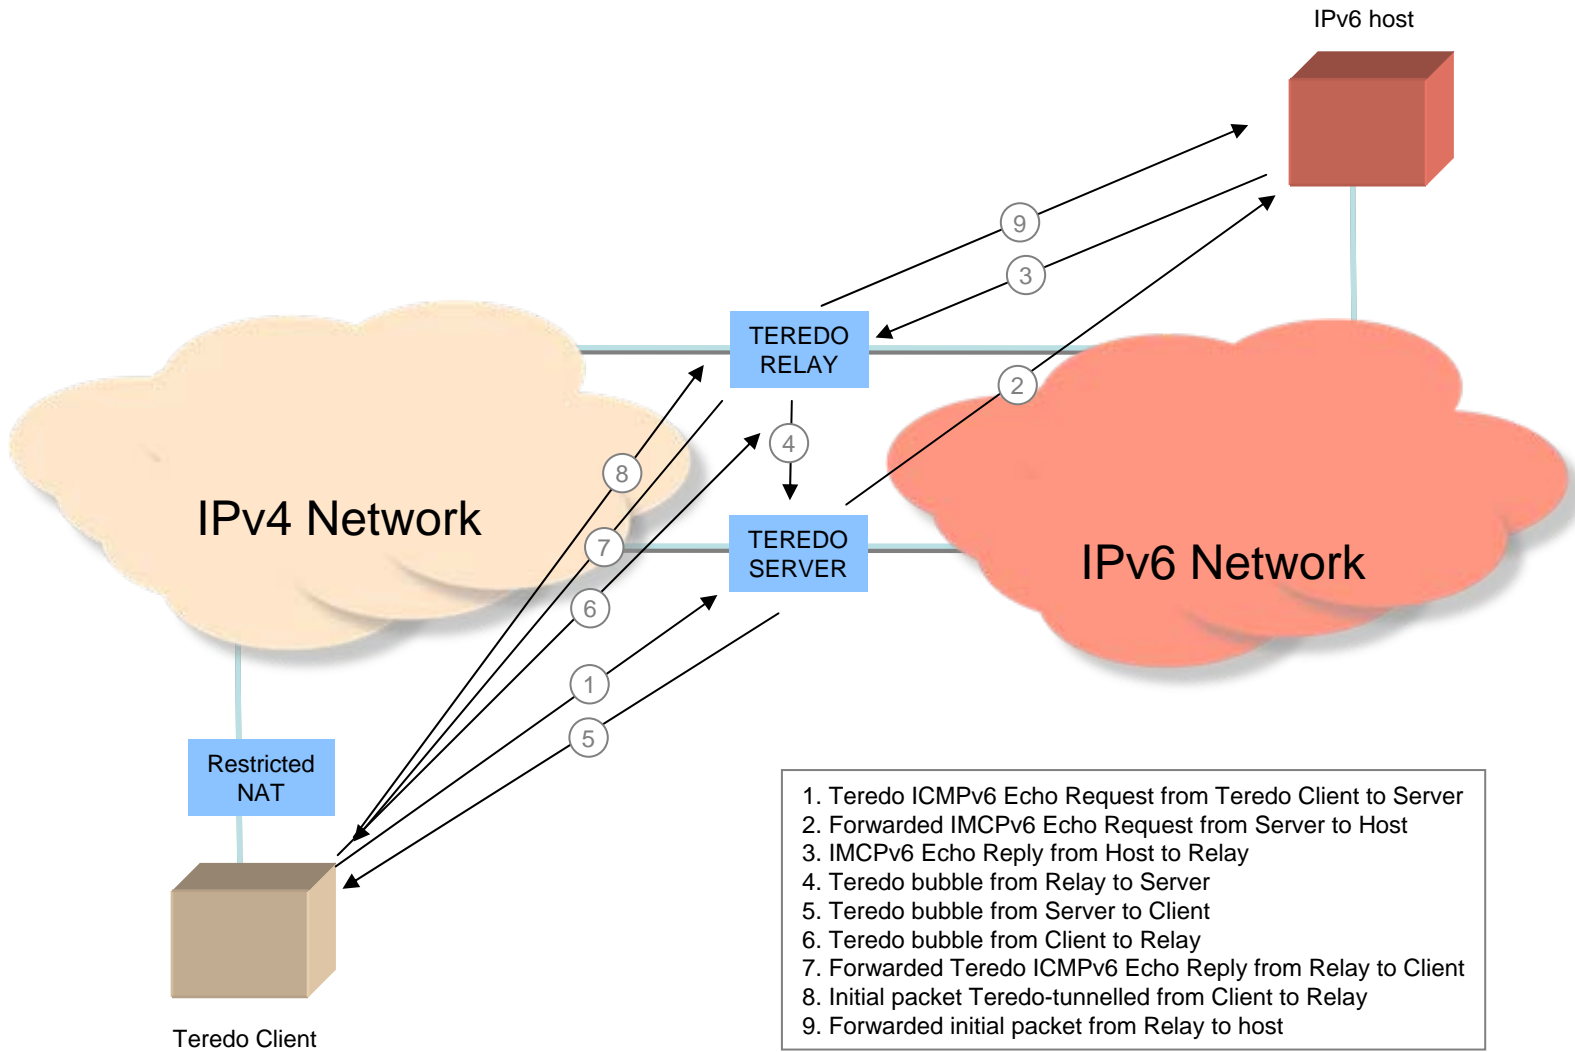 IPv6 host
9
3
TEREDO
RELAY
2
4
8
IPv4 Network
7
TEREDO
SERVER
IPv6 Network
6
1
5
Restricted
NAT
Teredo Client
1. Teredo ICMPv6 Echo Request from Teredo Client to Server
2. Forwarded IMCPv6 Echo Request from Server to Host
3. IMCPv6 Echo Reply from Host to Relay
4. Teredo bubble from Relay to Server
5. Teredo bubble from Server to Client
6. Teredo bubble from Client to Relay
7. Forwarded Teredo ICMPv6 Echo Reply from Relay to Client
8. Initial packet Teredo-tunnelled from Client to Relay
9. Forwarded initial packet from Relay to host